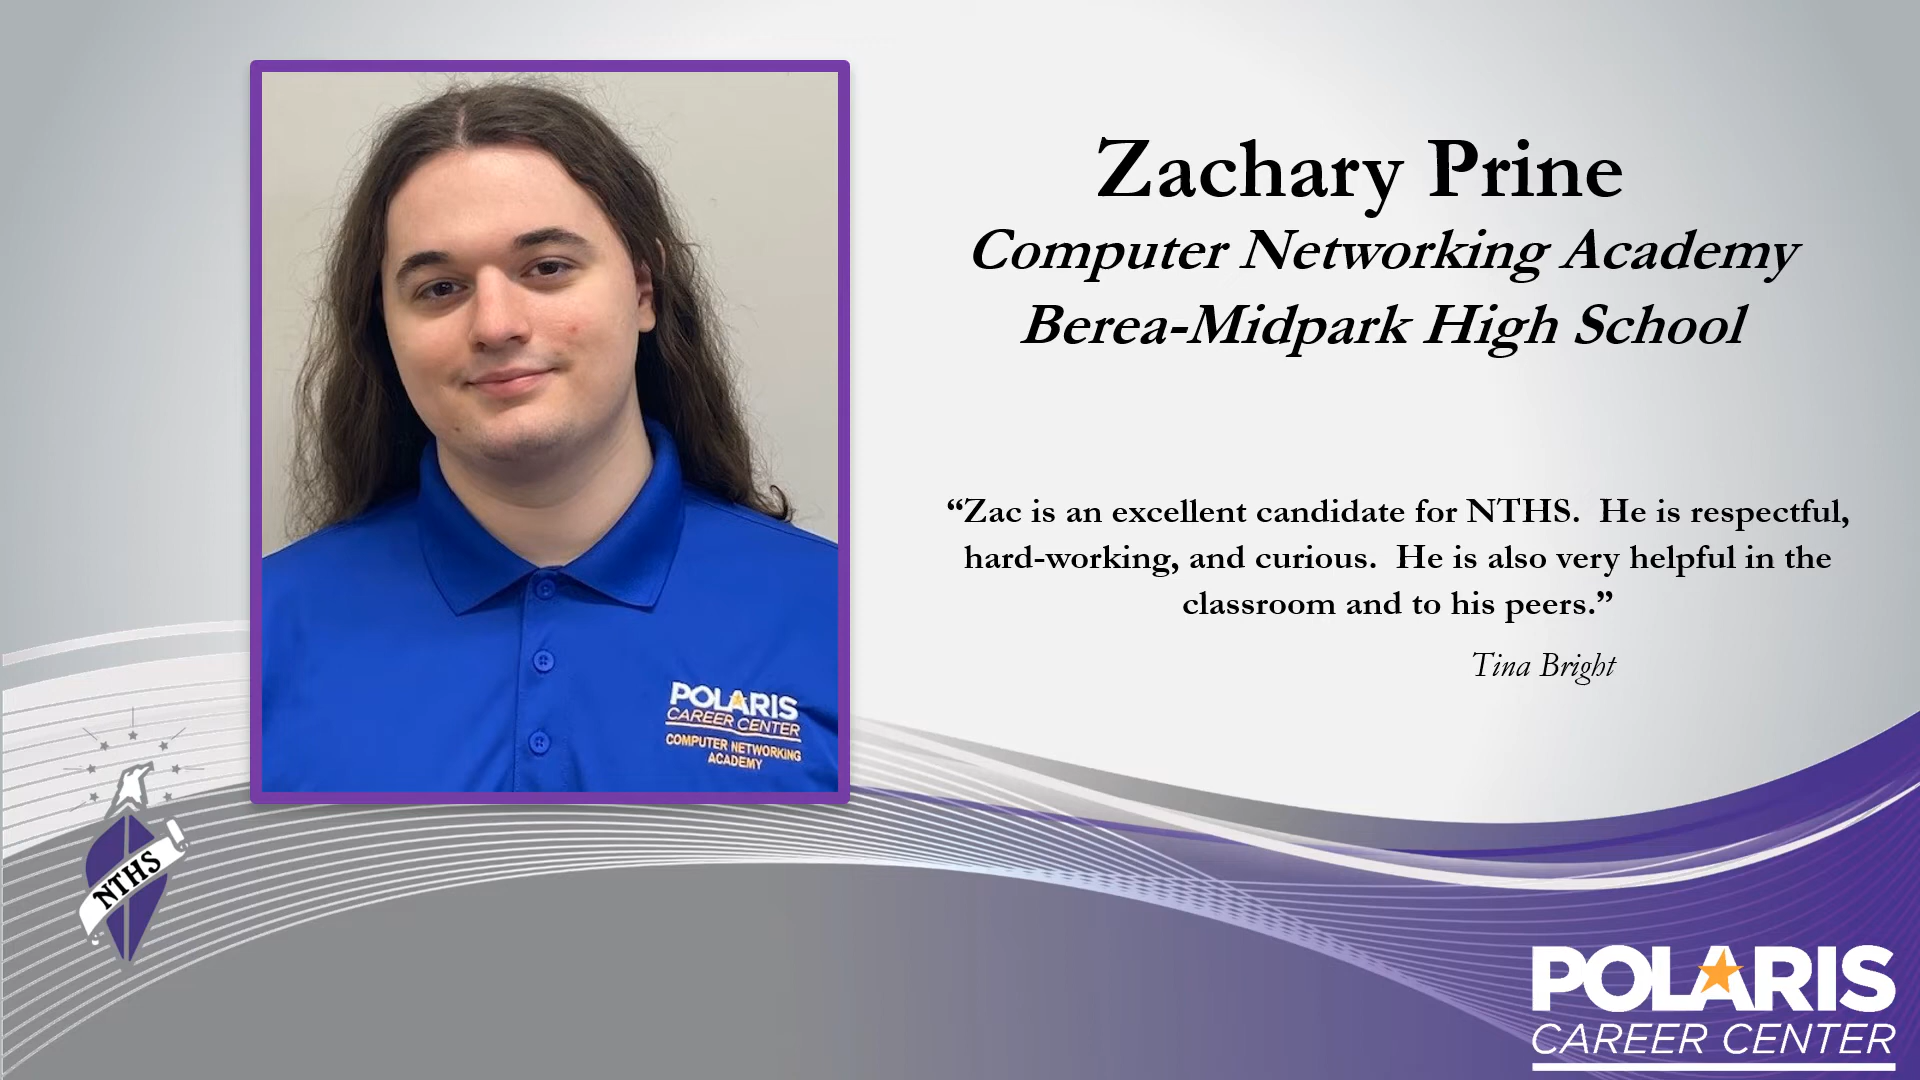 Zachary Prine
Computer Networking Academy
Berea-Midpark High School
“Zac is an excellent candidate for NTHS.  He is respectful,
hard-working, and curious.  He is also very helpful in the
classroom and to his peers.”
Tina Bright
POLARIS
CAREER CENTER
COMPUTER NETWORKING
ACADEMY
NTHS
POLARIS
CAREER CENTER